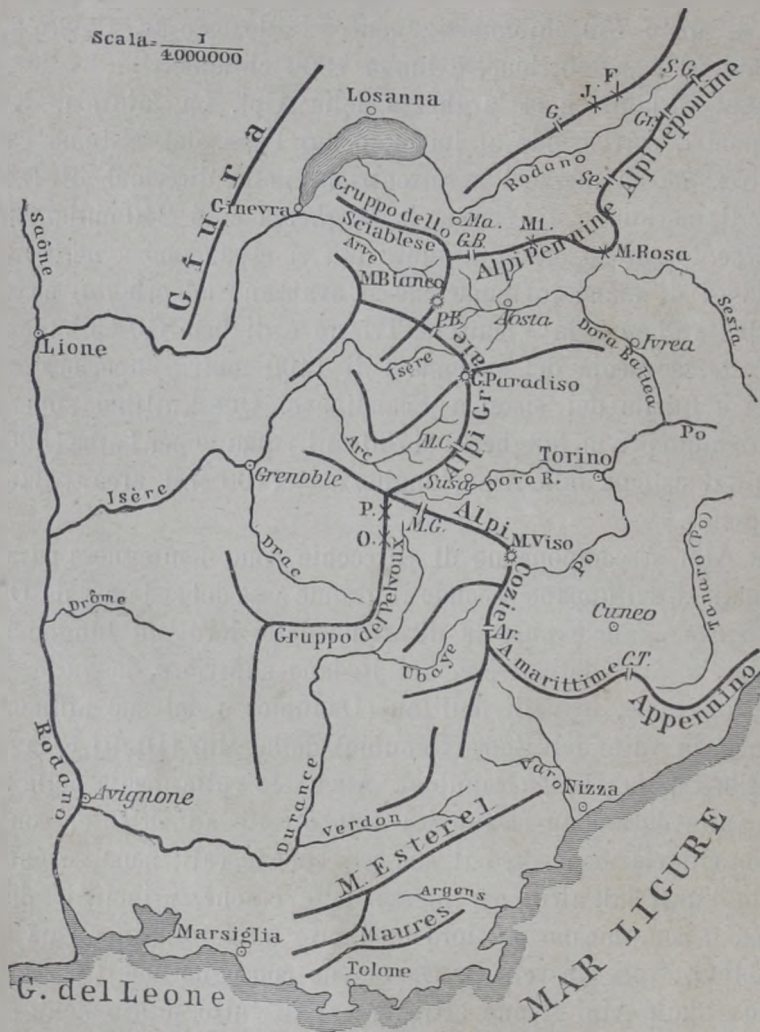 Scala = 1/4000000
Losanna
S.G.
F.
J.
G.
Gr.
Alpi Lepontine
Giura
Rodano
Se.
Ginevra
Gruppo dello
Sciablese
Ma.
G.B.
Mt.
Alpi Pennine
M.Rosa
Saône
Arve
M.Bianco
P.B.
Aosta
Sesia
Lione
Dora Baltea
Ivrea
Isère
G.Paradiso
Alpi Graie
Po
Arc
M.C.
Torino
Grenoble
Susa
Dora R.
Isère
P.
M.G.
Alpi
Cozie
O.
M.Viso
Po
Tanaro (Po)
Drac
Drôme
Gruppo del Pelvoux
Cuneo
Ar.
Ubaye
A marittime
C.T.
Appennino
Rodano
Avignone
Durance
Varo
Nizza
Verdon
M. Esterel
Argens
Maures
Marsiglia
Tolone
G. del Leone
MAR LIGURE